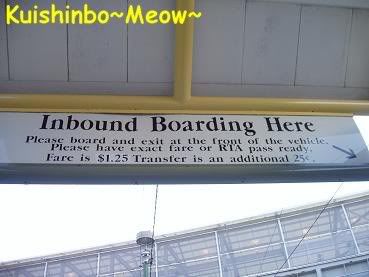 Kuishinbo~Meow~
Inbound Boarding Here
Please board and exit at the front of the vehicle.
Please have exact fare or RTA pass ready.
Fare is $1.25 Transfer is an additional 25¢.